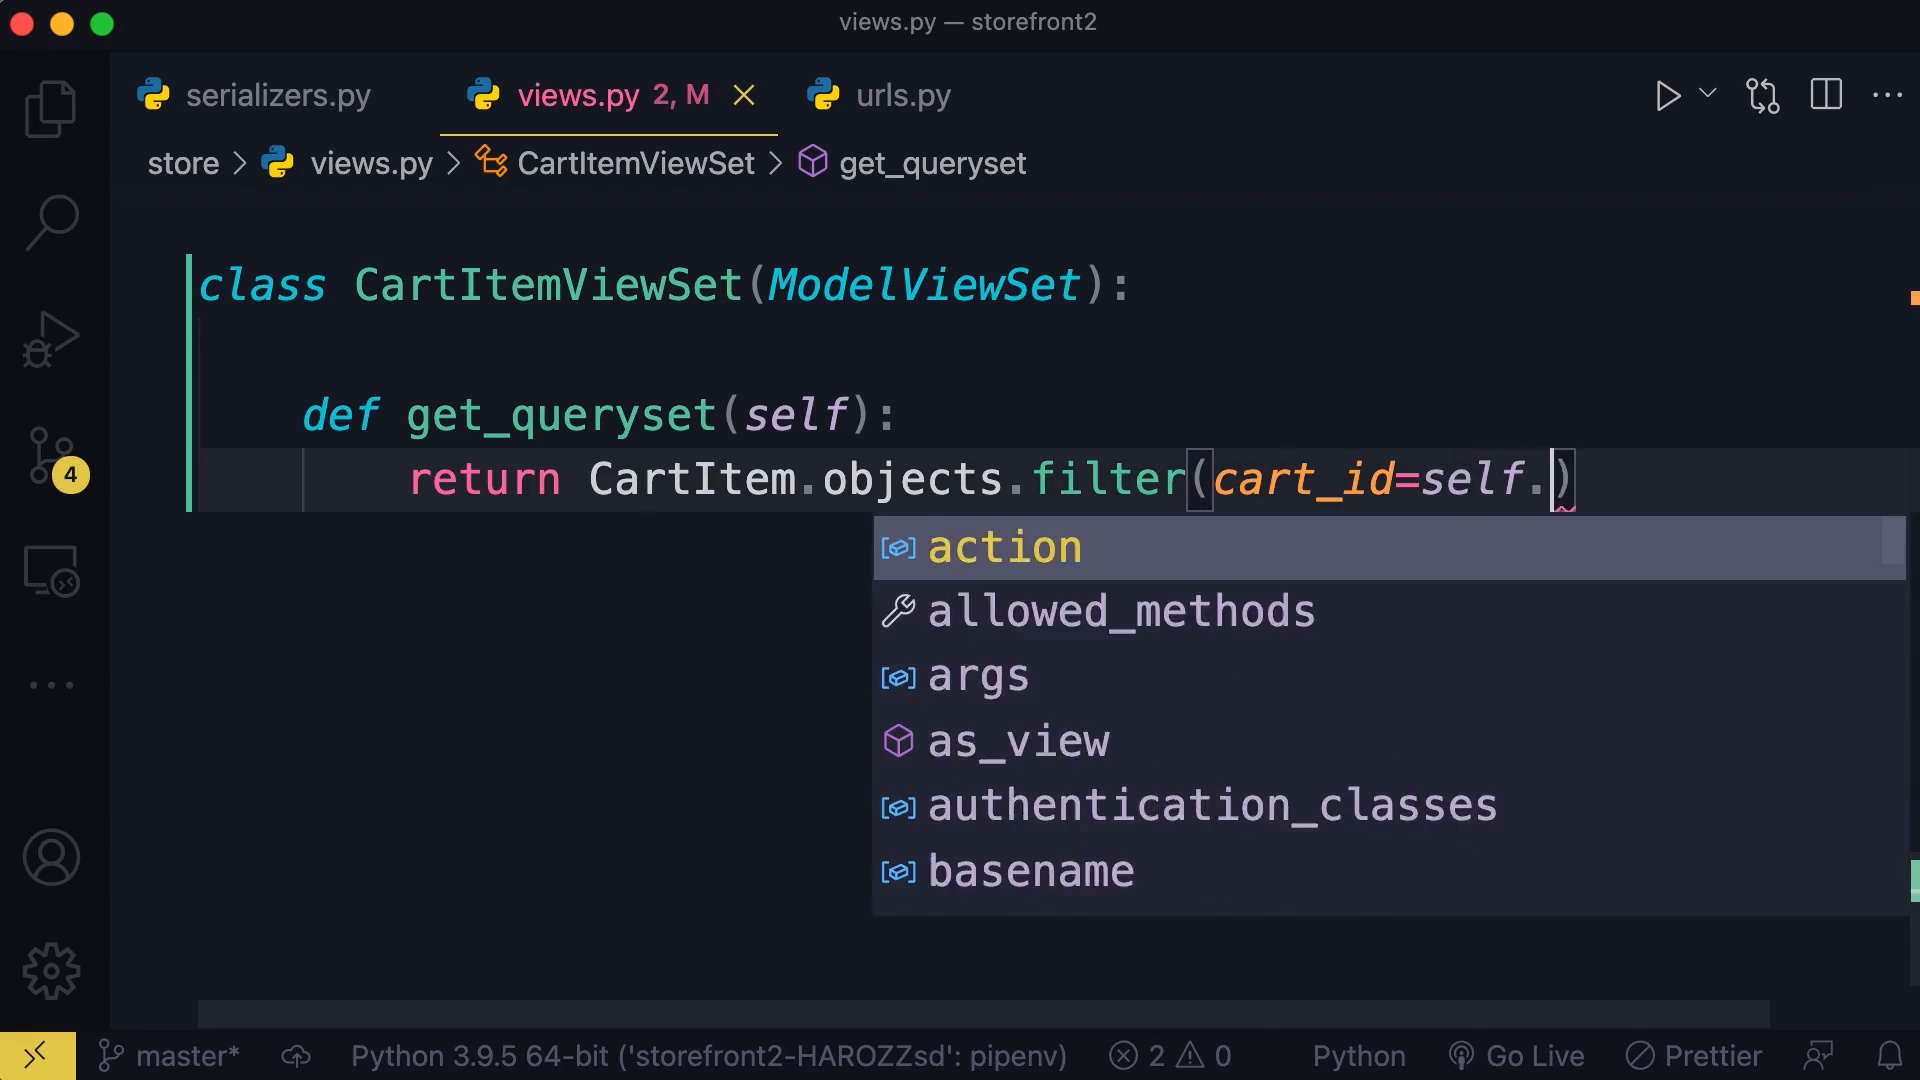 views.py — storefront2
serializers.py
views.py 2, M
urls.py
store > views.py > CartItemViewSet > get_queryset
class CartItemViewSet(ModelViewSet):
def get_queryset(self):
return CartItem.objects.filter(cart_id=self.)
action
allowed_methods
args
as_view
authentication_classes
basename
4
master* Python 3.9.5 64-bit ('storefront2-HAROZZsd': pipenv) 2 0 Python Go Live Prettier